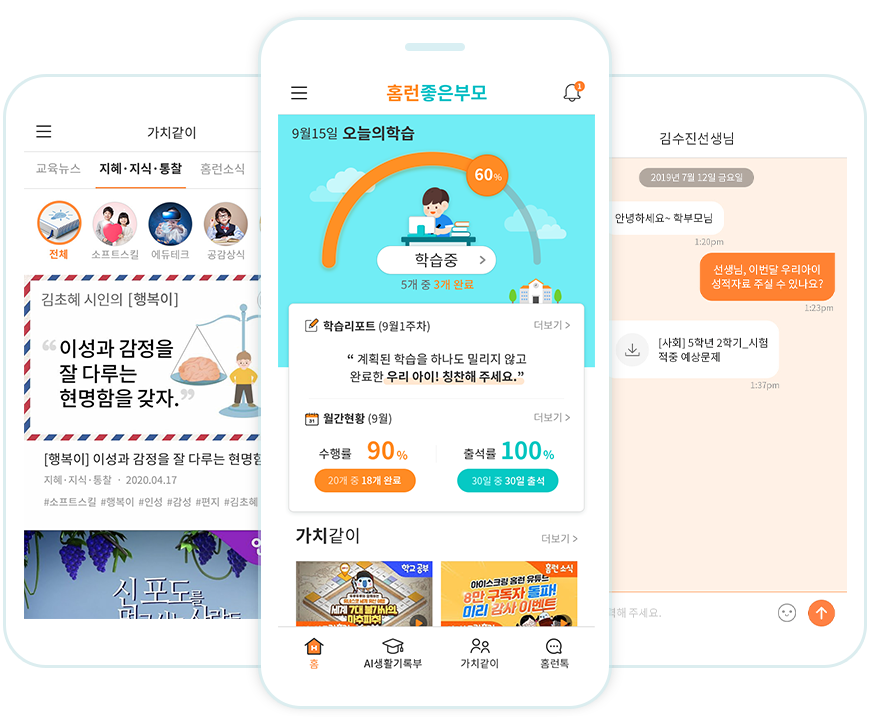 가치같이
교육뉴스 지혜·지식·통찰 홈런소식
전체 소프트스킬 에듀테크 공감상식
김초혜 시인의 [행복이]
“이성과 감정을
잘 다루는
현명함을 갖자.”
[행복이] 이성과 감정을 잘 다루는 현명함
지혜·지식·통찰 · 2020.04.17
#소프트스킬 #행복이 #인성 #감성 #편지 #김초혜
신 포도를
홈런좋은부모
1
9월15일 오늘의학습
60%
학습중 >
5개 중 3개 완료
학습리포트 (9월1주차) 더보기 >
“ 계획된 학습을 하나도 밀리지 않고
완료한 우리 아이! 칭찬해 주세요.”
31 월간현황 (9월) 더보기 >
수행률 90% 출석률 100%
20개 중 18개 완료 30일 중 30일 출석
가치같이 더보기 >
학교 공부
세계 7대 불가사의,
마추픽추!
홈런 소식
아이스크림 홈런 유튜브
8만 구독자 돌파!
미리 감사 이벤트
홈 AI생활기록부 가치같이 홈런톡
김수진선생님
2019년 7월 12일 금요일
안녕하세요~ 학부모님
1:20pm
선생님, 이번달 우리아이
성적자료 주실 수 있나요?
1:23pm
[사회] 5학년 2학기_시험
적중 예상문제
1:37pm
력해 주세요.